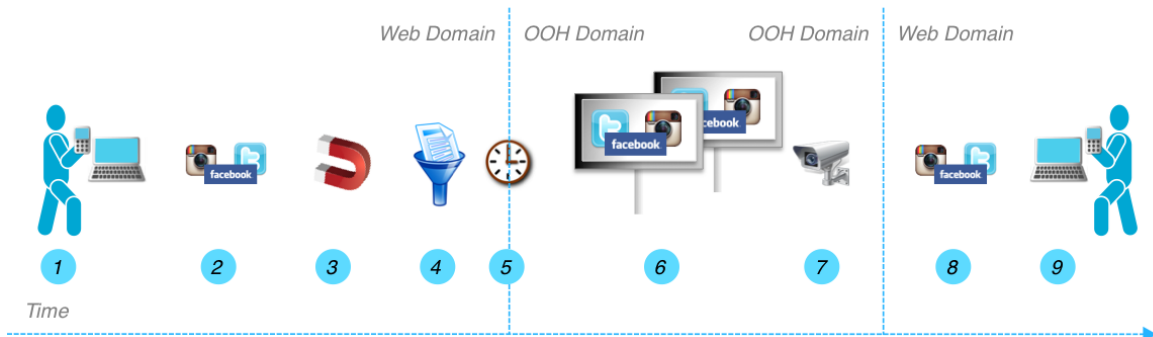 Web Domain
OOH Domain
OOH Domain
Web Domain
facebook
facebook
facebook
facebook
1
2
3
4
5
6
7
8
9
Time